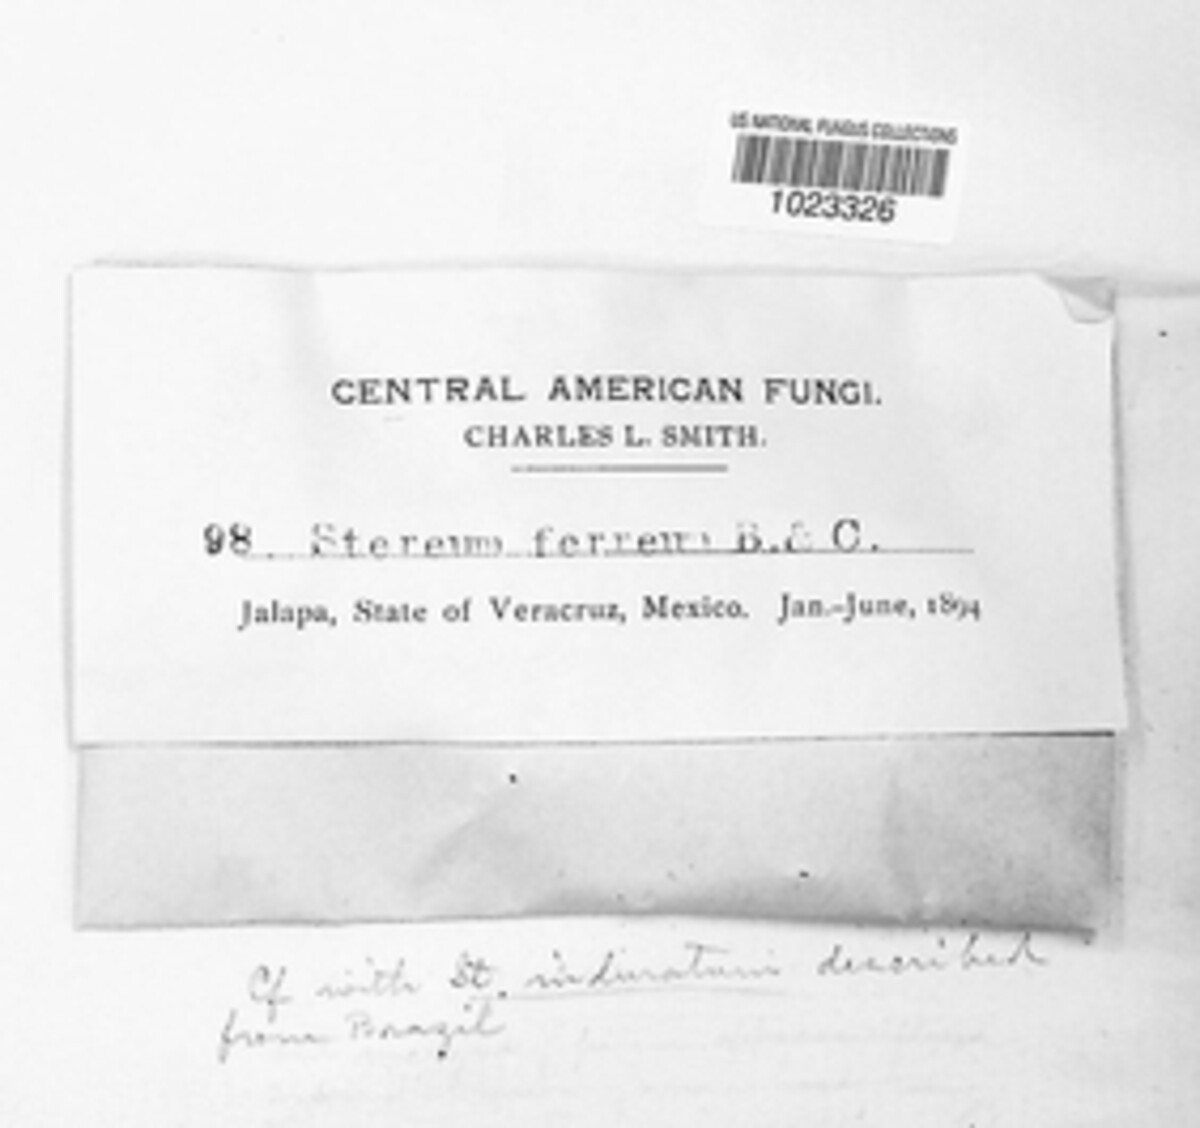 US NATIONAL FUNGUS COLLECTIONS
1023326
CENTRAL AMERICAN FUNGI.
CHARLES L. SMITH.
98. Stereum ferreum B.& C.
Jalapa, State of Veracruz, Mexico. Jan.-June, 1894
Cf with St. induratum described
from Brazil